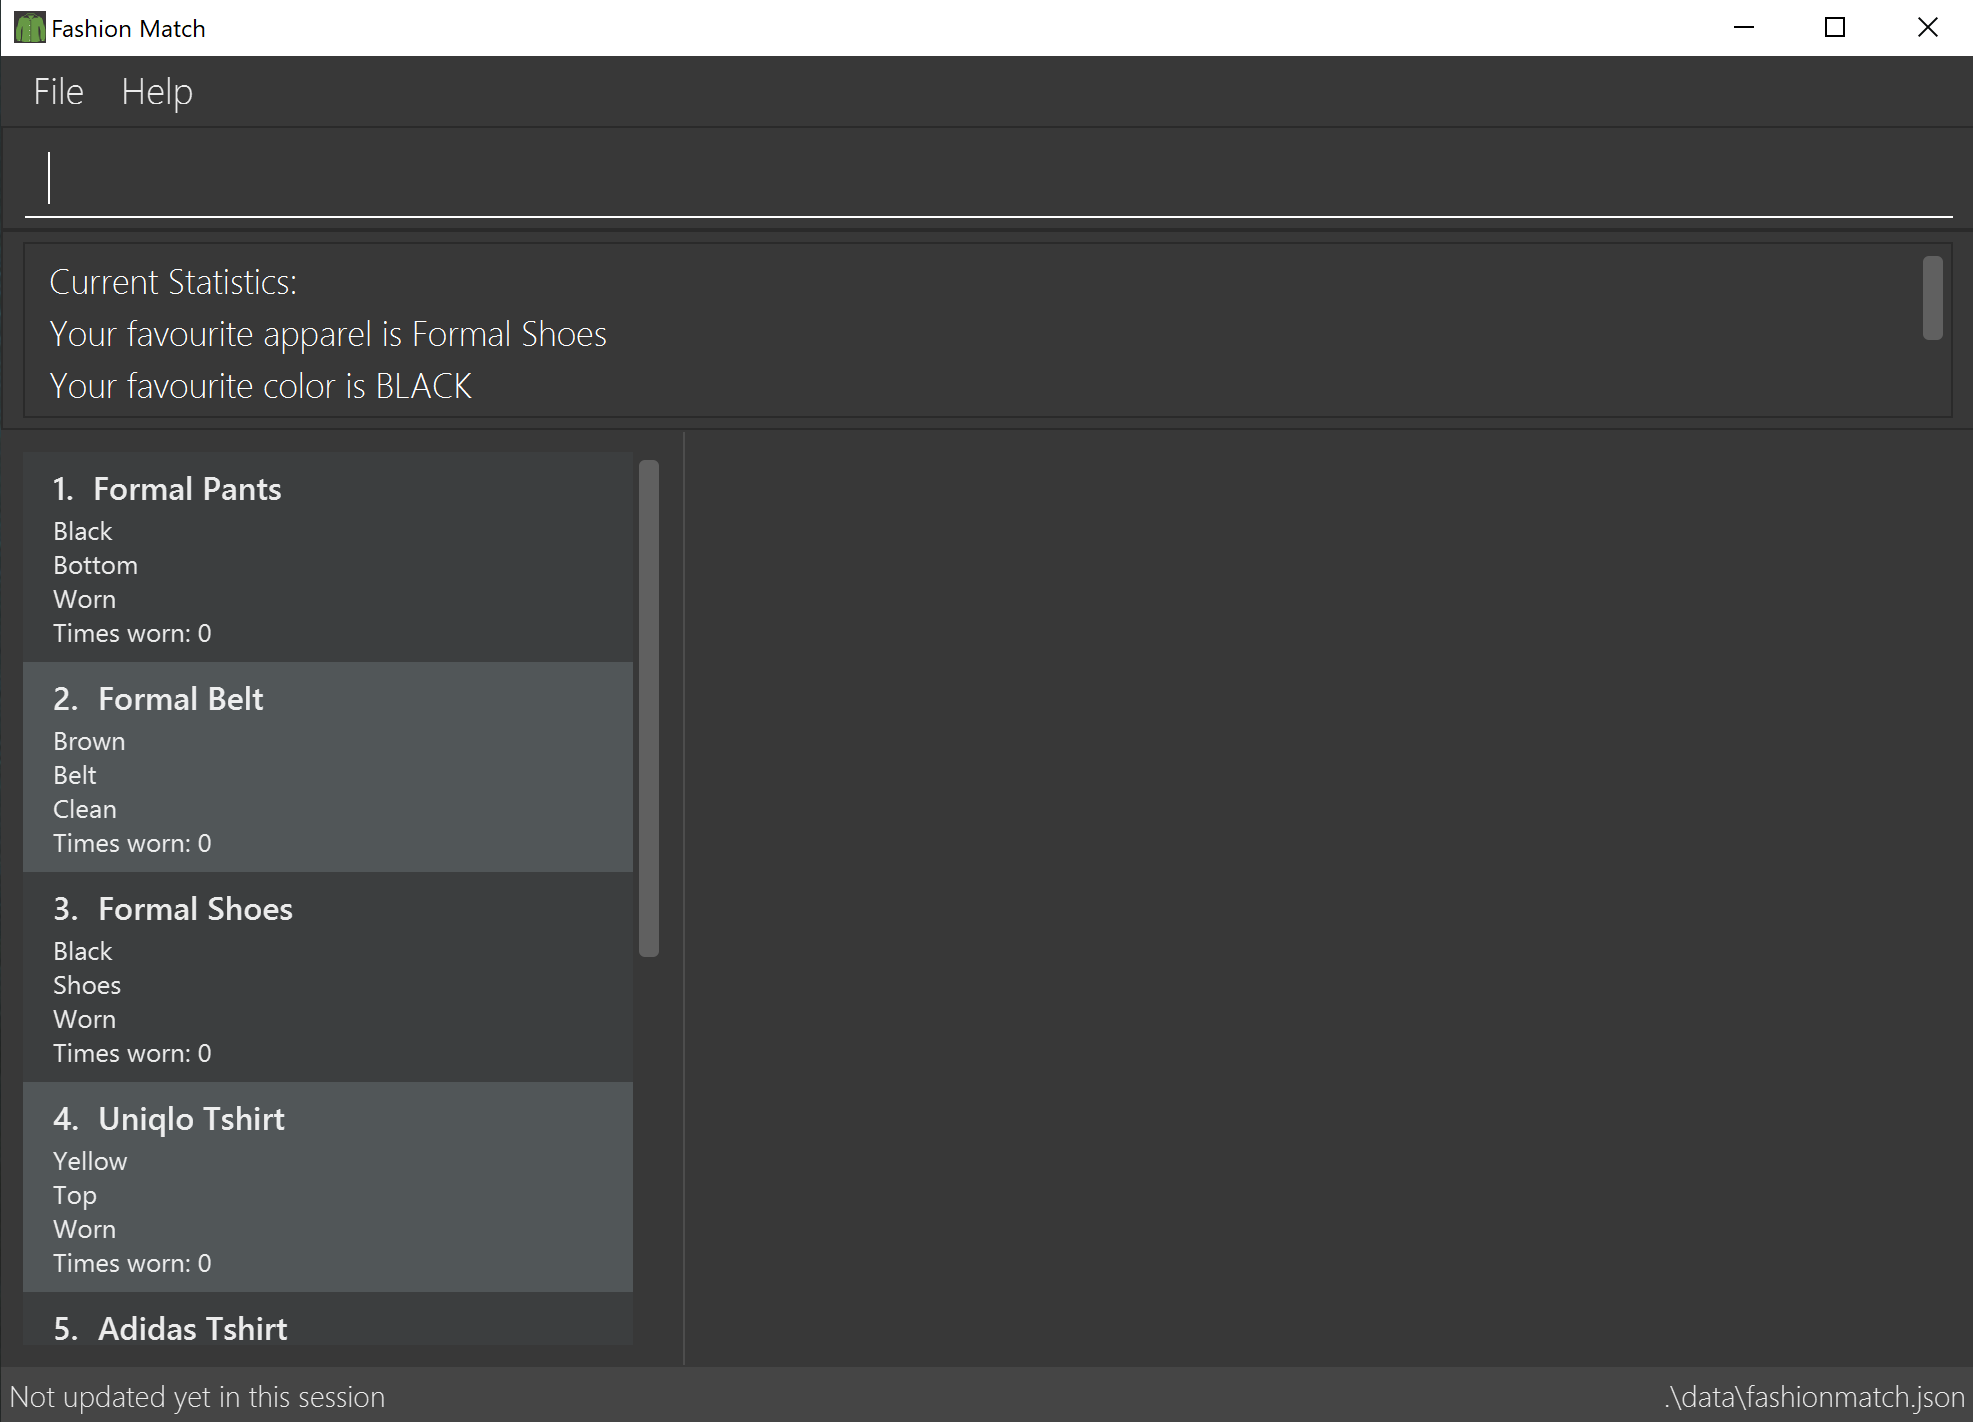 Fashion Match
File Help
Current Statistics:
Your favourite apparel is Formal Shoes
Your favourite color is BLACK
1. Formal Pants
Black
Bottom
Worn
Times worn: 0
2. Formal Belt
Brown
Belt
Clean
Times worn: 0
3. Formal Shoes
Black
Shoes
Worn
Times worn: 0
4. Uniqlo Tshirt
Yellow
Top
Worn
Times worn: 0
5. Adidas Tshirt
Not updated yet in this session
.\data\fashionmatch.json